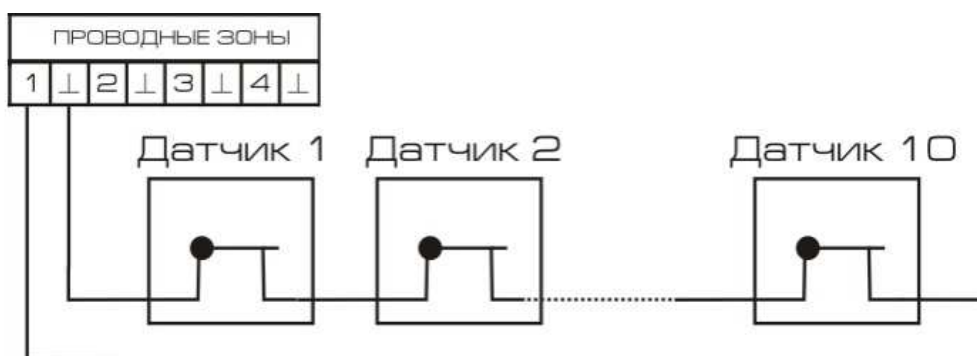 ПРОВОДНЫЕ ЗОНЫ
1 ⊥ 2 ⊥ 3 ⊥ 4 ⊥
Датчик 1 Датчик 2 Датчик 10